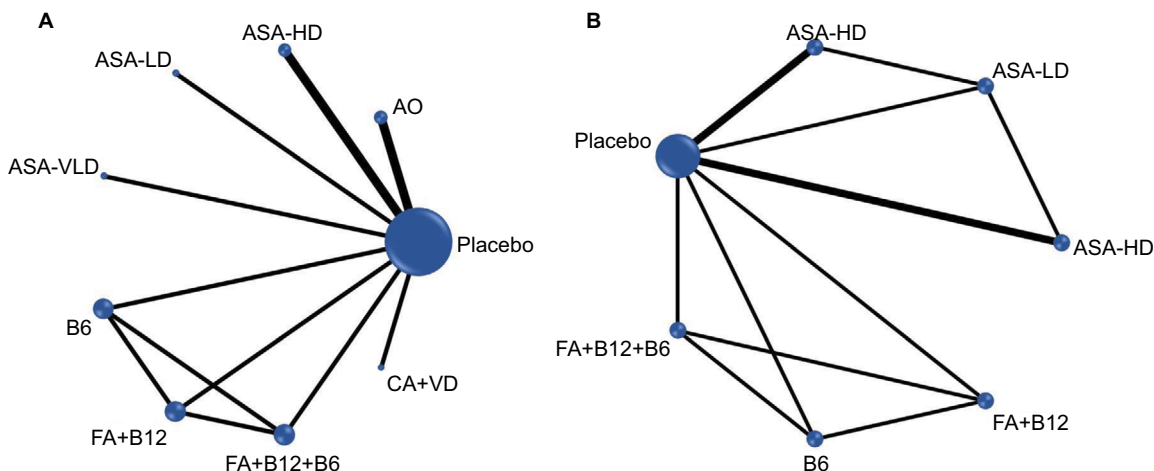 A
ASA-HD
ASA-LD
AO
ASA-VLD
Placebo
B6
CA+VD
FA+B12
FA+B12+B6
B
ASA-HD
ASA-LD
Placebo
ASA-HD
FA+B12+B6
FA+B12
B6